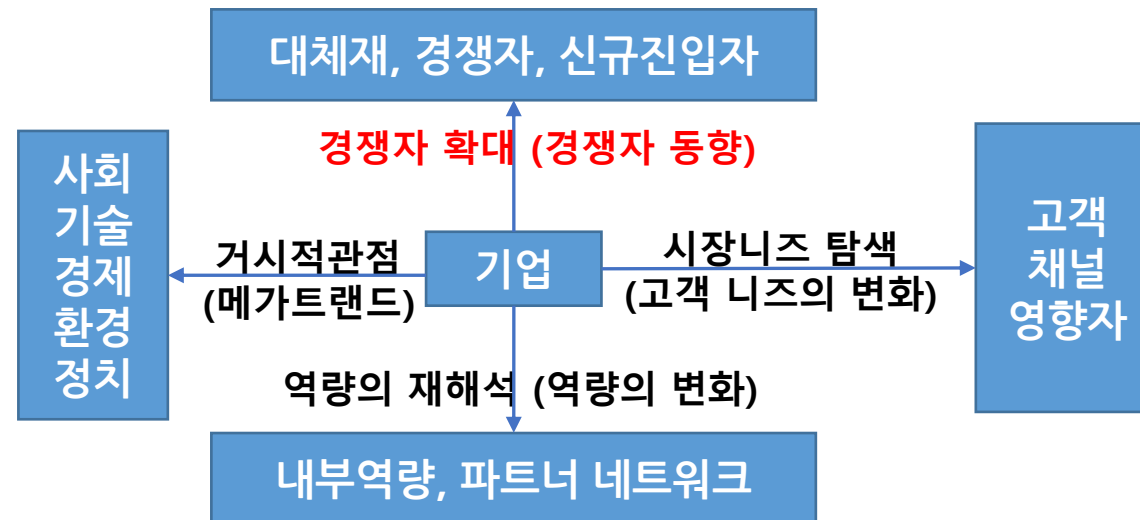 대체재, 경쟁자, 신규진입자
경쟁자 확대 (경쟁자 동향)
사회
기술
경제
환경
정치
거시적관점
(메가트랜드)
기업
시장니즈 탐색
(고객 니즈의 변화)
고객
채널
영향자
역량의 재해석 (역량의 변화)
내부역량, 파트너 네트워크